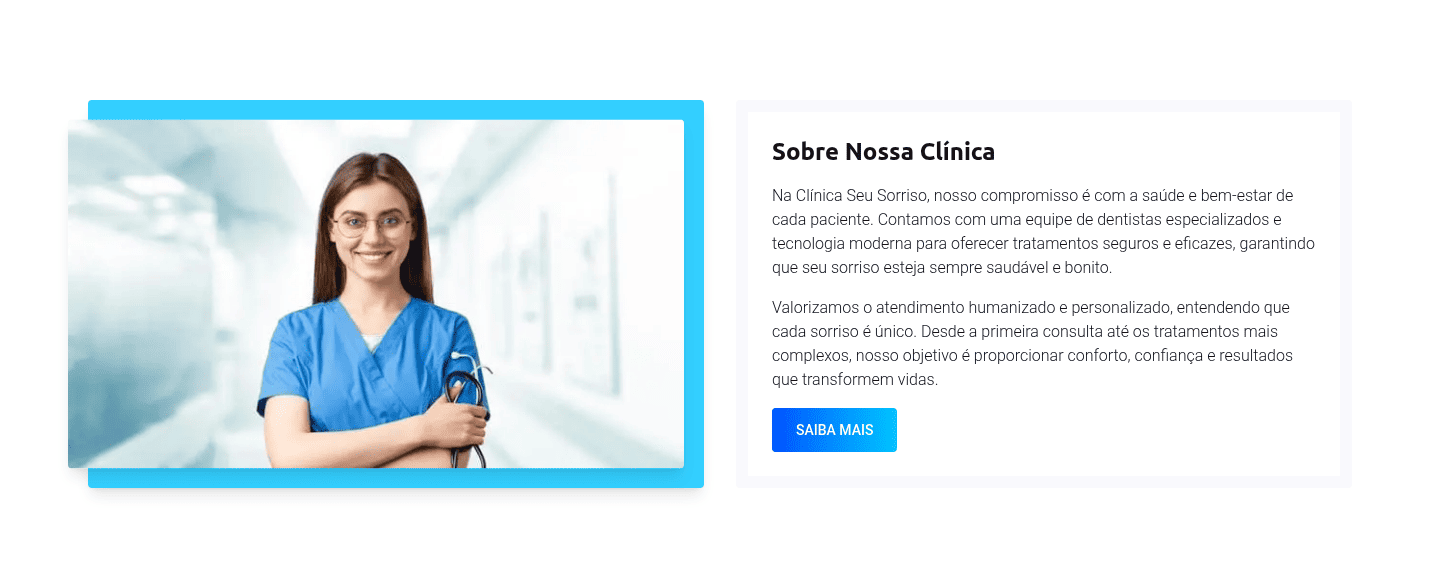 Sobre Nossa Clínica
Na Clínica Seu Sorriso, nosso compromisso é com a saúde e bem-estar de
cada paciente. Contamos com uma equipe de dentistas especializados e
tecnologia moderna para oferecer tratamentos seguros e eficazes, garantindo
que seu sorriso esteja sempre saudável e bonito.
Valorizamos o atendimento humanizado e personalizado, entendendo que
cada sorriso é único. Desde a primeira consulta até os tratamentos mais
complexos, nosso objetivo é proporcionar conforto, confiança e resultados
que transformem vidas.
SAIBA MAIS